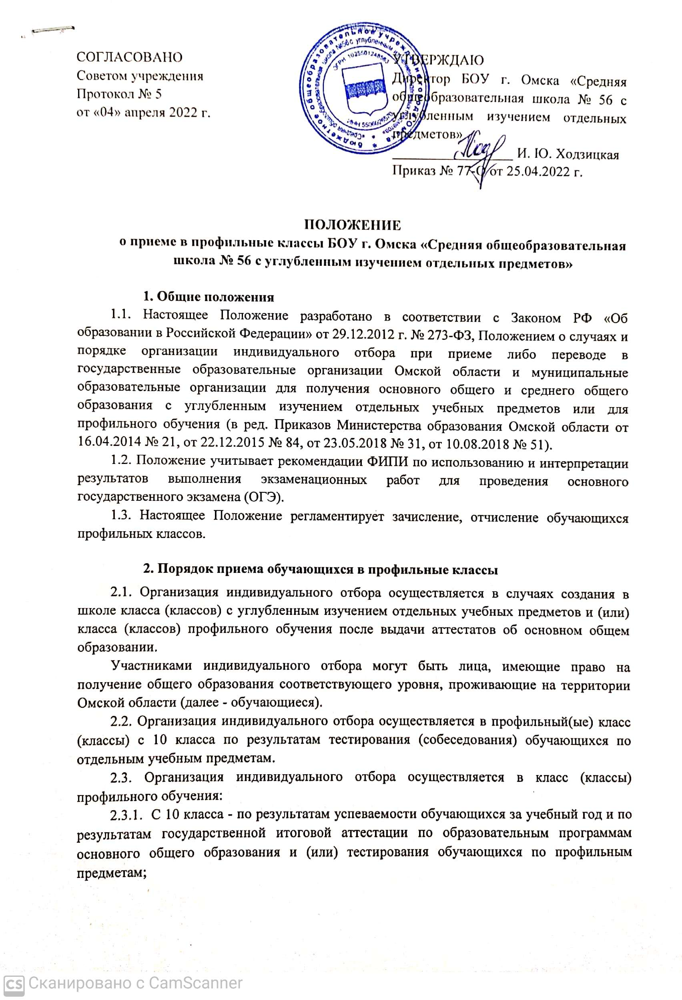 СОГЛАСОВАНО
Советом учреждения
Протокол № 5
от «04» апреля 2022 г.
УТВЕРЖДАЮ
Директор БОУ г. Омска «Средняя
общеобразовательная школа № 56 с
углубленным изучением отдельных
предметов»
И. Ю. Ходзицкая
Приказ № 77-О от 25.04.2022 г.
бюджетное общеобразовательное учреждение города Омска
«Средняя общеобразовательная школа №56 с углубленным изучением отдельных предметов»
ОГРН 1025501248563
ИНН 5506026570
ПОЛОЖЕНИЕ
о приеме в профильные классы БОУ г. Омска «Средняя общеобразовательная
школа № 56 с углубленным изучением отдельных предметов»
1. Общие положения
1.1. Настоящее Положение разработано в соответствии с Законом РФ «Об
образовании в Российской Федерации» от 29.12.2012 г. № 273-ФЗ, Положением о случаях и
порядке организации индивидуального отбора при приеме либо переводе в
государственные образовательные организации Омской области и муниципальные
образовательные организации для получения основного общего и среднего общего
образования с углубленным изучением отдельных учебных предметов или для
профильного обучения (в ред. Приказов Министерства образования Омской области от
16.04.2014 № 21, от 22.12.2015 № 84, от 23.05.2018 № 31, от 10.08.2018 № 51).
1.2. Положение учитывает рекомендации ФИПИ по использованию и интерпретации
результатов выполнения экзаменационных работ для проведения основного
государственного экзамена (ОГЭ).
1.3. Настоящее Положение регламентирует зачисление, отчисление обучающихся
профильных классов.
2. Порядок приема обучающихся в профильные классы
2.1. Организация индивидуального отбора осуществляется в случаях создания в
школе класса (классов) с углубленным изучением отдельных учебных предметов и (или)
класса (классов) профильного обучения после выдачи аттестатов об основном общем
образовании.
Участниками индивидуального отбора могут быть лица, имеющие право на
получение общего образования соответствующего уровня, проживающие на территории
Омской области (далее - обучающиеся).
2.2. Организация индивидуального отбора осуществляется в профильный(ые) класс
(классы) с 10 класса по результатам тестирования (собеседования) обучающихся по
отдельным учебным предметам.
2.3. Организация индивидуального отбора осуществляется в класс (классы)
профильного обучения:
2.3.1. С 10 класса - по результатам успеваемости обучающихся за учебный год и по
результатам государственной итоговой аттестации по образовательным программам
основного общего образования и (или) тестирования обучающихся по профильным
предметам;
CS Сканировано с CamScanner